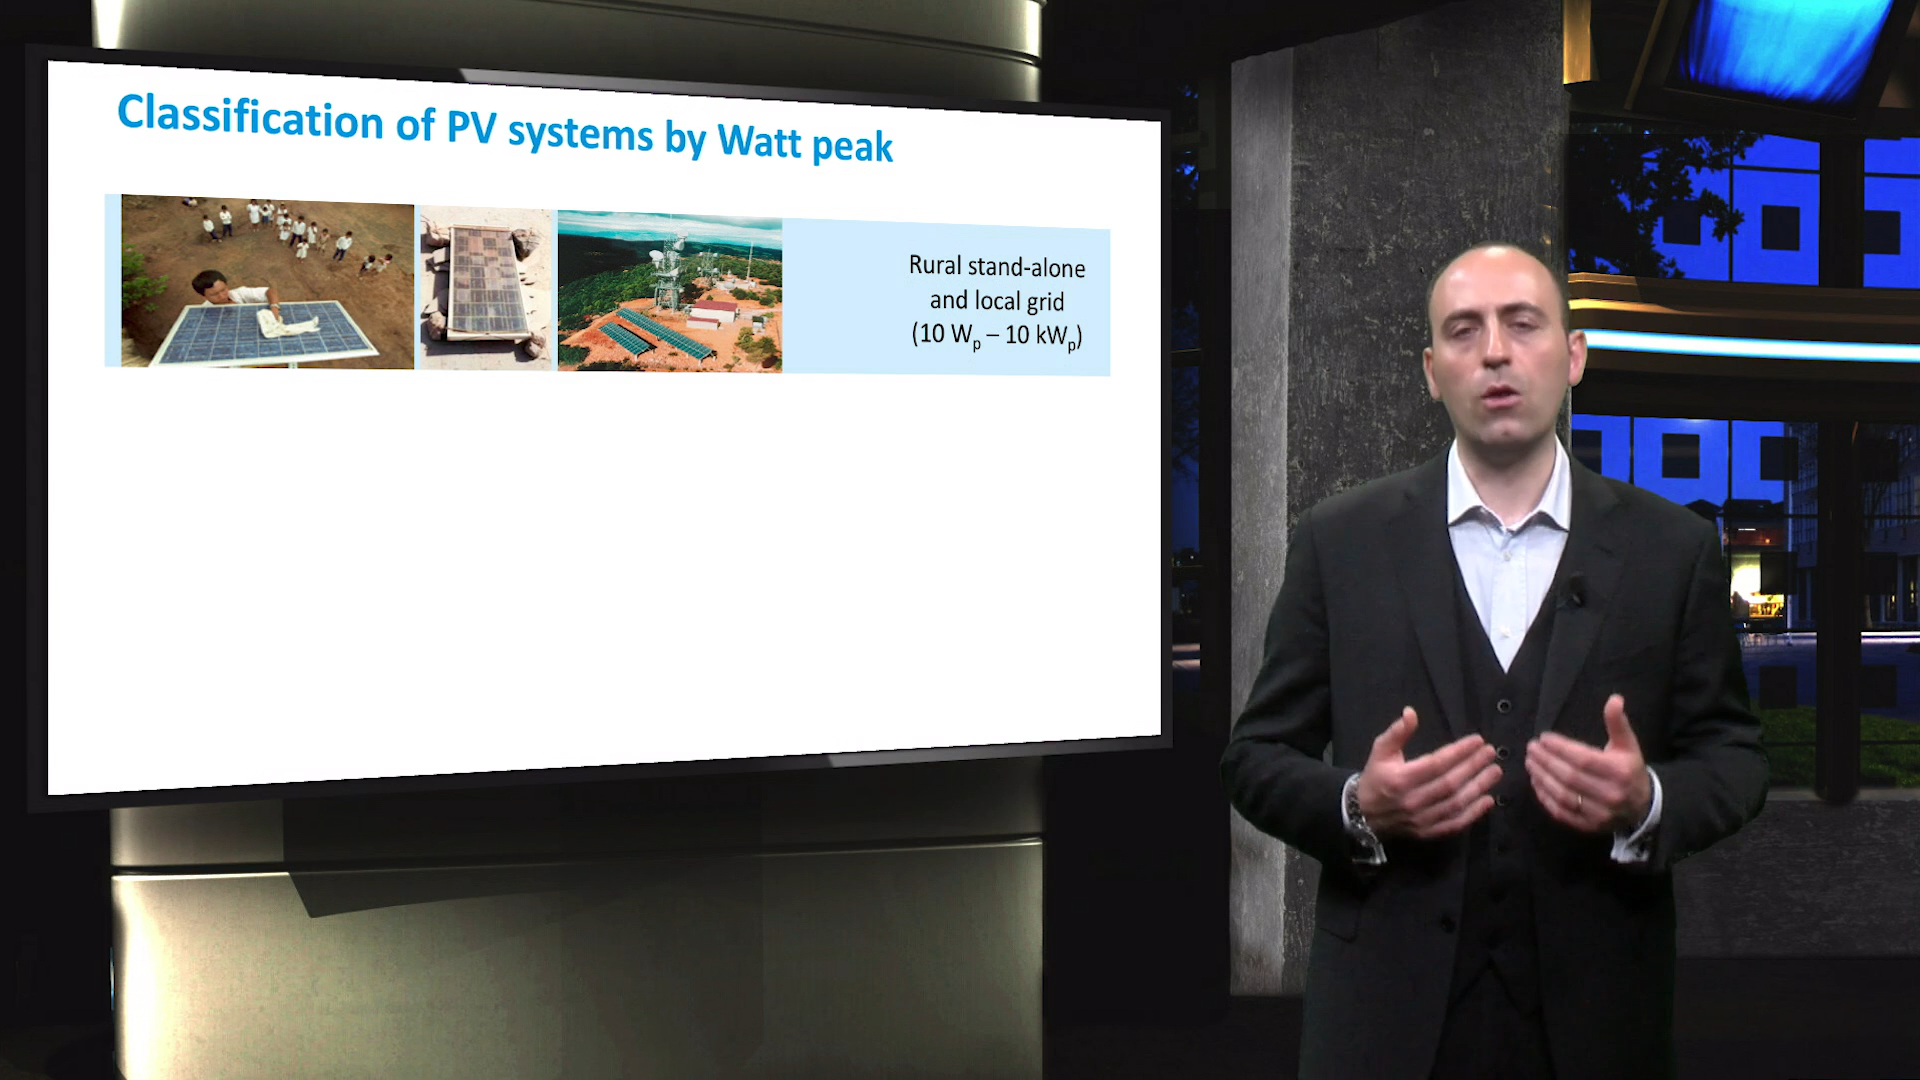 Classification of PV systems by Watt peak
Rural stand-alone
and local grid
(10 Wp – 10 kWp)